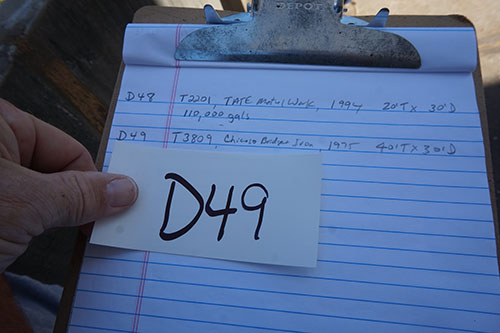 DEPOT
D48 T2201, TATE Metal Work, 1994 20'T x 30'D
110,000 gals
D49 T3809, Chicago Bridge Iron, 1975 40'T x 30'D
D49